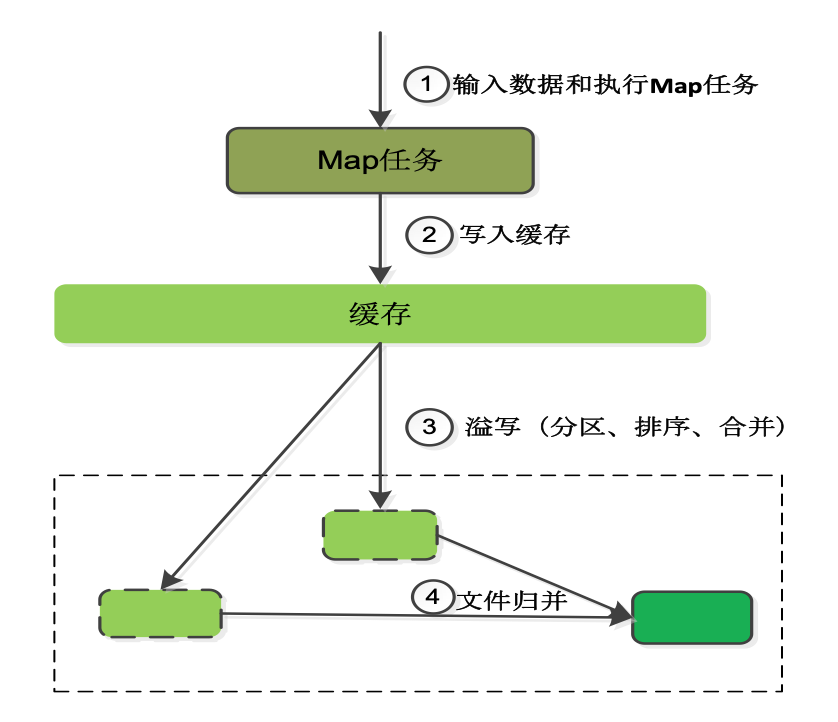 ① 输入数据和执行Map任务
Map任务
② 写入缓存
缓存
③ 溢写（分区、排序、合并）
④ 文件归并